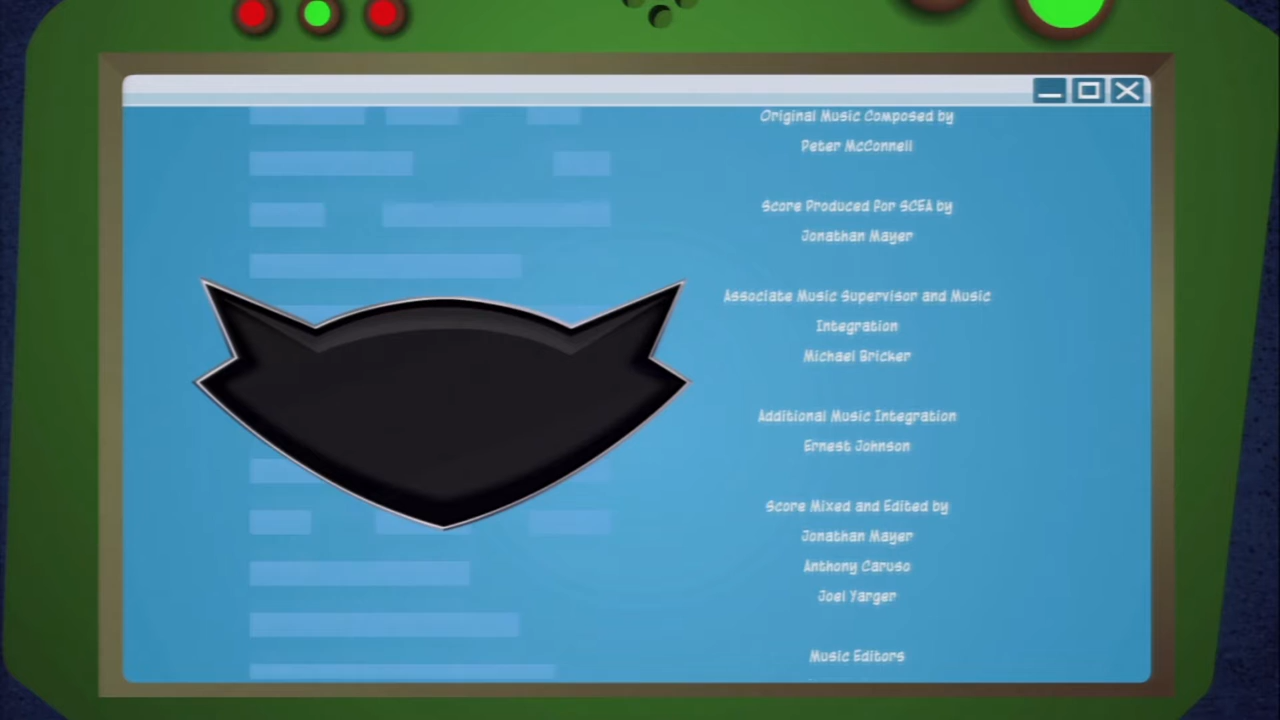 Original Music Composed by
Peter McConnell
Score Produced For SCEA by
Jonathan Mayer
Associate Music Supervisor and Music
Integration
Michael Bricker
Additional Music Integration
Ernest Johnson
Score Mixed and Edited by
Jonathan Mayer
Anthony Caruso
Joel Yarger
Music Editors